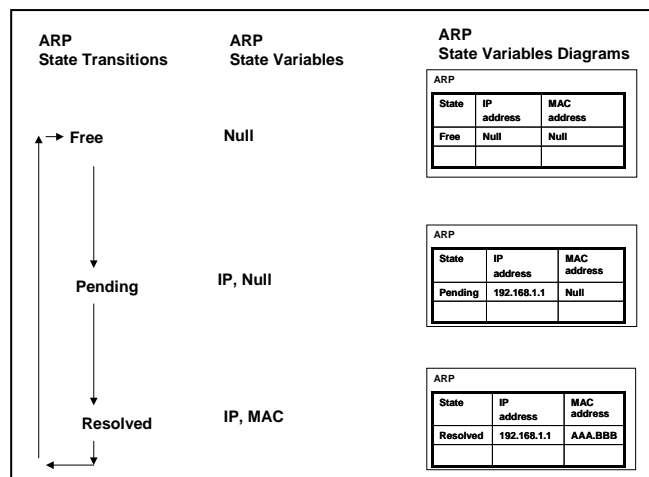 ARP
State Transitions
ARP
State Variables
ARP
State Variables Diagrams
Free
Null
ARP
State IP address MAC address
Free Null Null
Pending
IP, Null
ARP
State IP address MAC address
Pending 192.168.1.1 Null
Resolved
IP, MAC
ARP
State IP address MAC address
Resolved 192.168.1.1 AAA.BBB